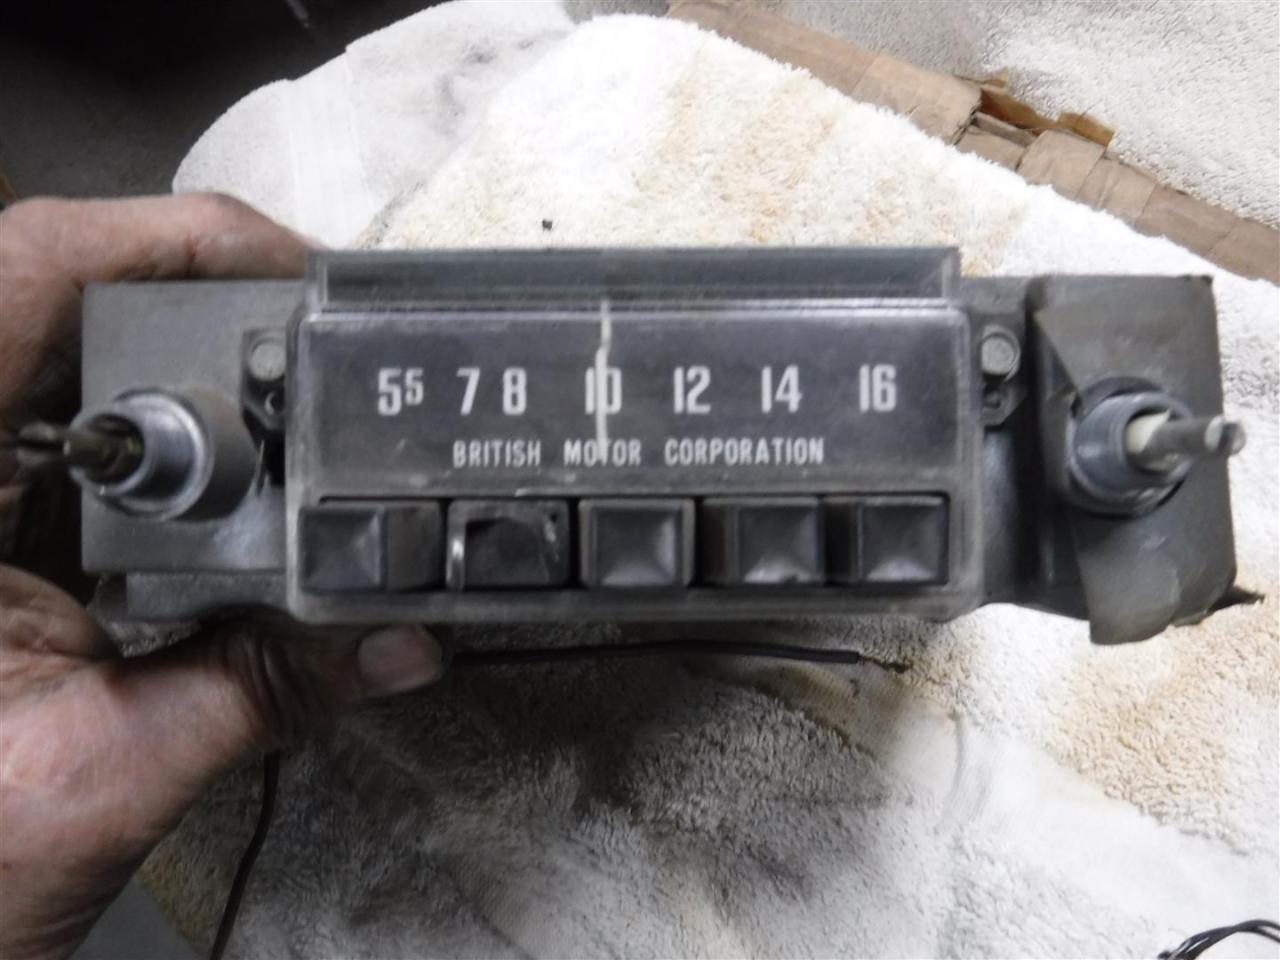 55 7 8 10 12 14 16
BRITISH MOTOR CORPORATION